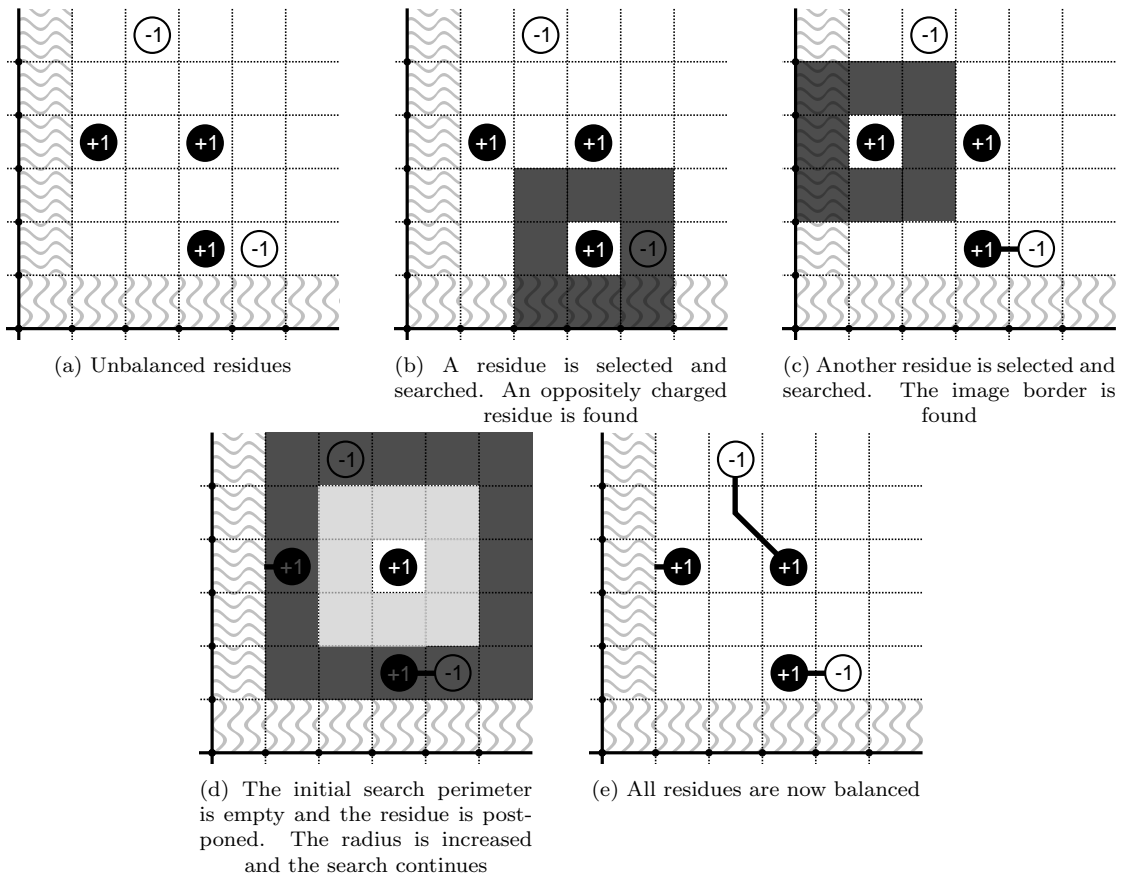 -1
+1
+1
+1
-1
(a) Unbalanced residues
-1
+1
+1
+1
-1
(b) A residue is selected and
searched. An oppositely charged
residue is found
-1
+1
+1
+1
-1
(c) Another residue is selected and
searched. The image border is
found
-1
+1
+1
+1
-1
(d) The initial search perimeter
is empty and the residue is post-
poned. The radius is increased
and the search continues
-1
+1
+1
+1
-1
(e) All residues are now balanced